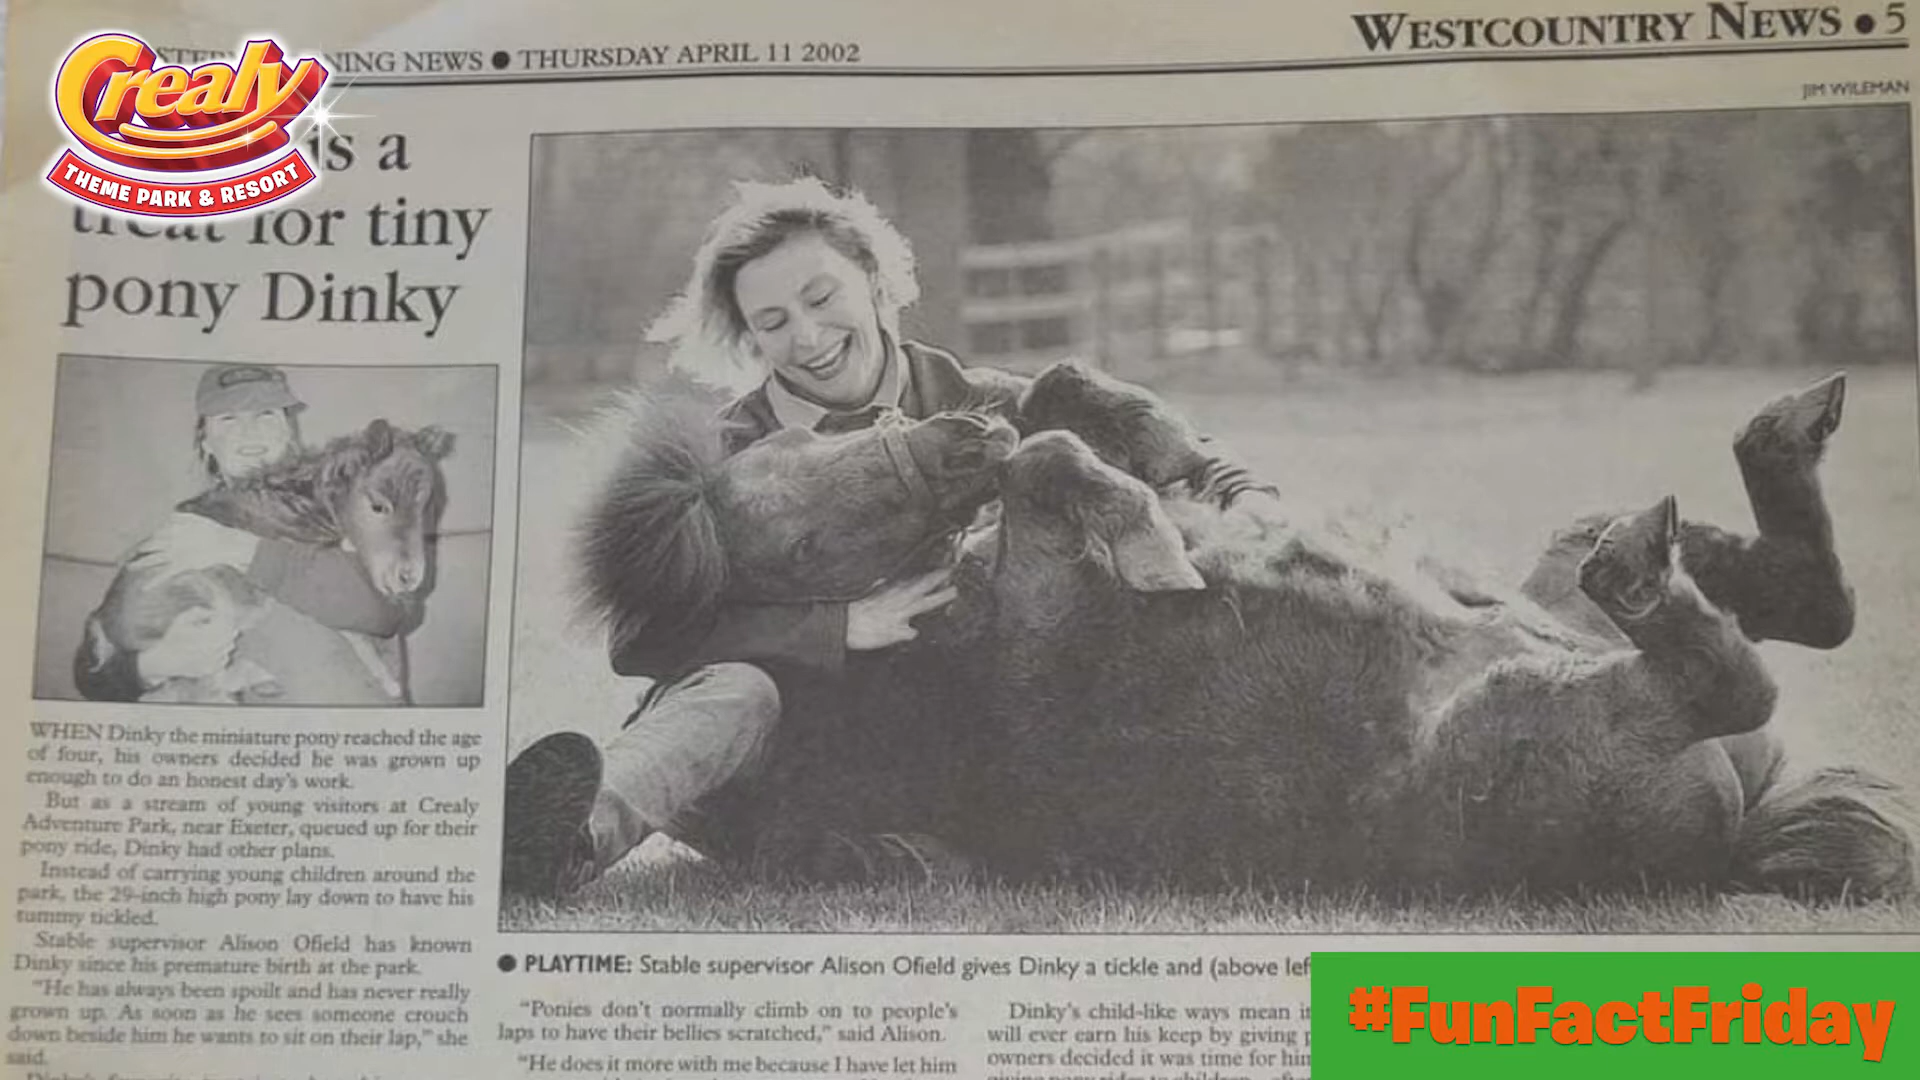 Crealy
THEME PARK & RESORT
NING NEWS ● THURSDAY APRIL 11 2002
WESTCOUNTRY NEWS ● 5
JIM WILEMAN
is a
treat for tiny
pony Dinky
WHEN Dinky the miniature pony reached the age
of four, his owners decided he was grown up
enough to do an honest day's work.
But as a stream of young visitors at Crealy
Adventure Park, near Exeter, queued up for their
pony ride, Dinky had other plans.
Instead of carrying young children around the
park, the 29-inch high pony lay down to have his
tummy tickled.
Stable supervisor Alison Ofield has known
Dinky since his premature birth at the park.
"He has always been spoilt and has never really
grown up. As soon as he sees someone crouch
down beside him he wants to sit on their lap," she
said.
● PLAYTIME: Stable supervisor Alison Ofield gives Dinky a tickle and (above lef
"Ponies don't normally climb on to people's
laps to have their bellies scratched," said Alison.
"He does it more with me because I have let him
Dinky's child-like ways mean it
will ever earn his keep by giving p
owners decided it was time for him
#FunFactFriday